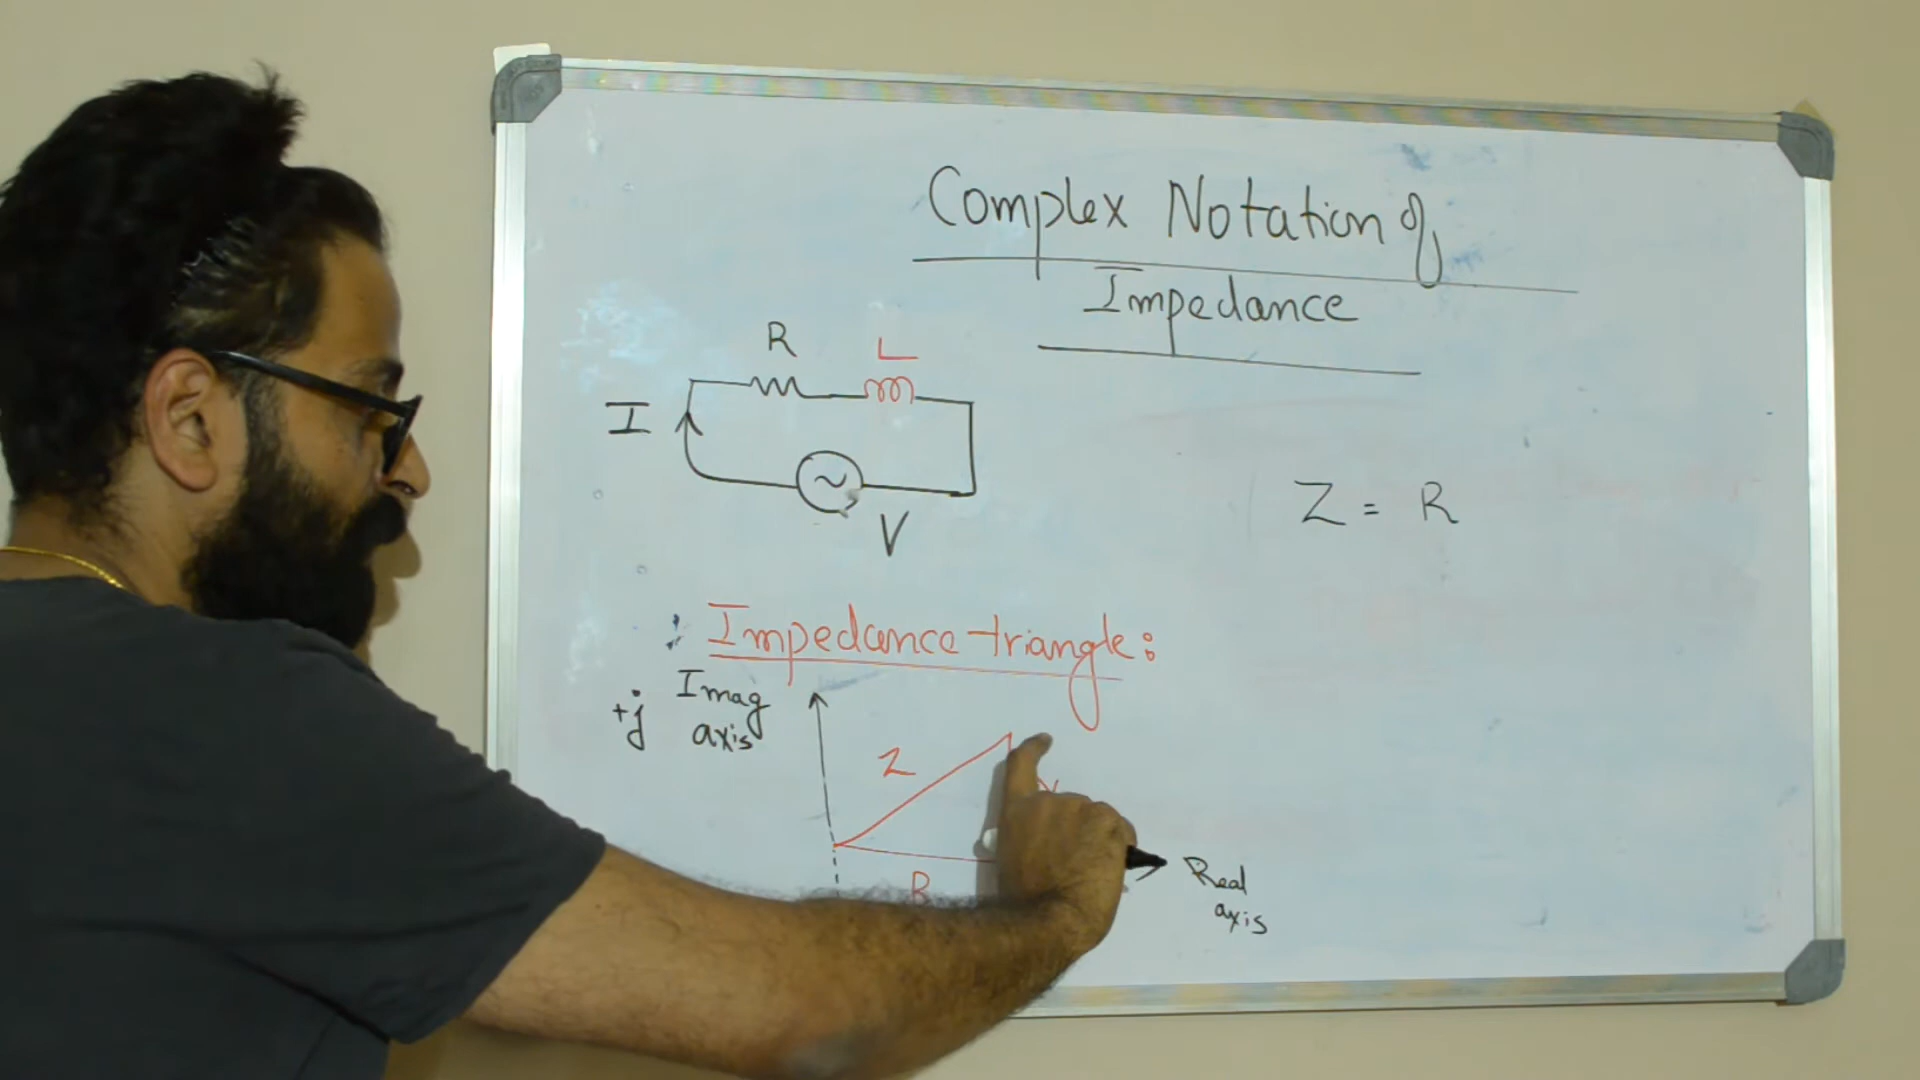 Complex Notation of
Impedance
R
L
I
V
Z = R
Impedance triangle:
+j Imag
axis
Z
R
Real
axis